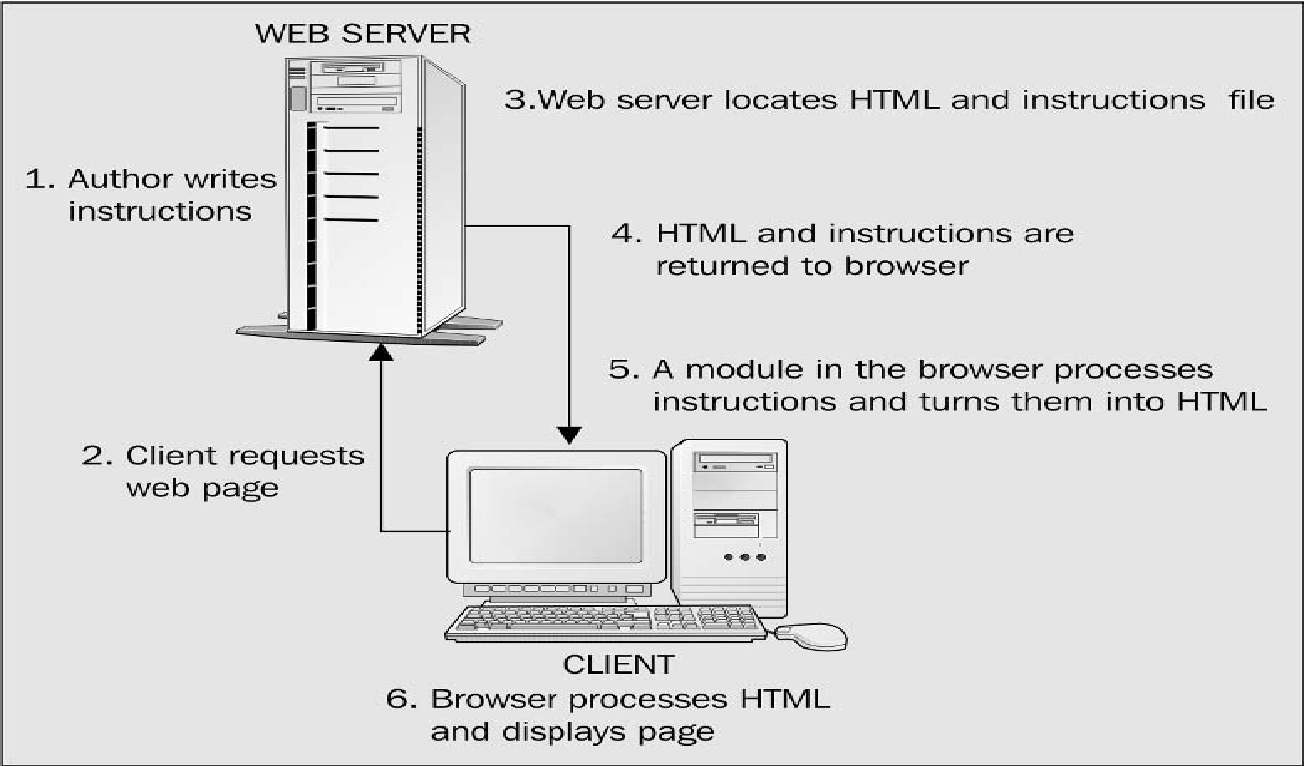 WEB SERVER
3.Web server locates HTML and instructions file
1. Author writes
instructions
4. HTML and instructions are
returned to browser
5. A module in the browser processes
instructions and turns them into HTML
2. Client requests
web page
CLIENT
6. Browser processes HTML
and displays page